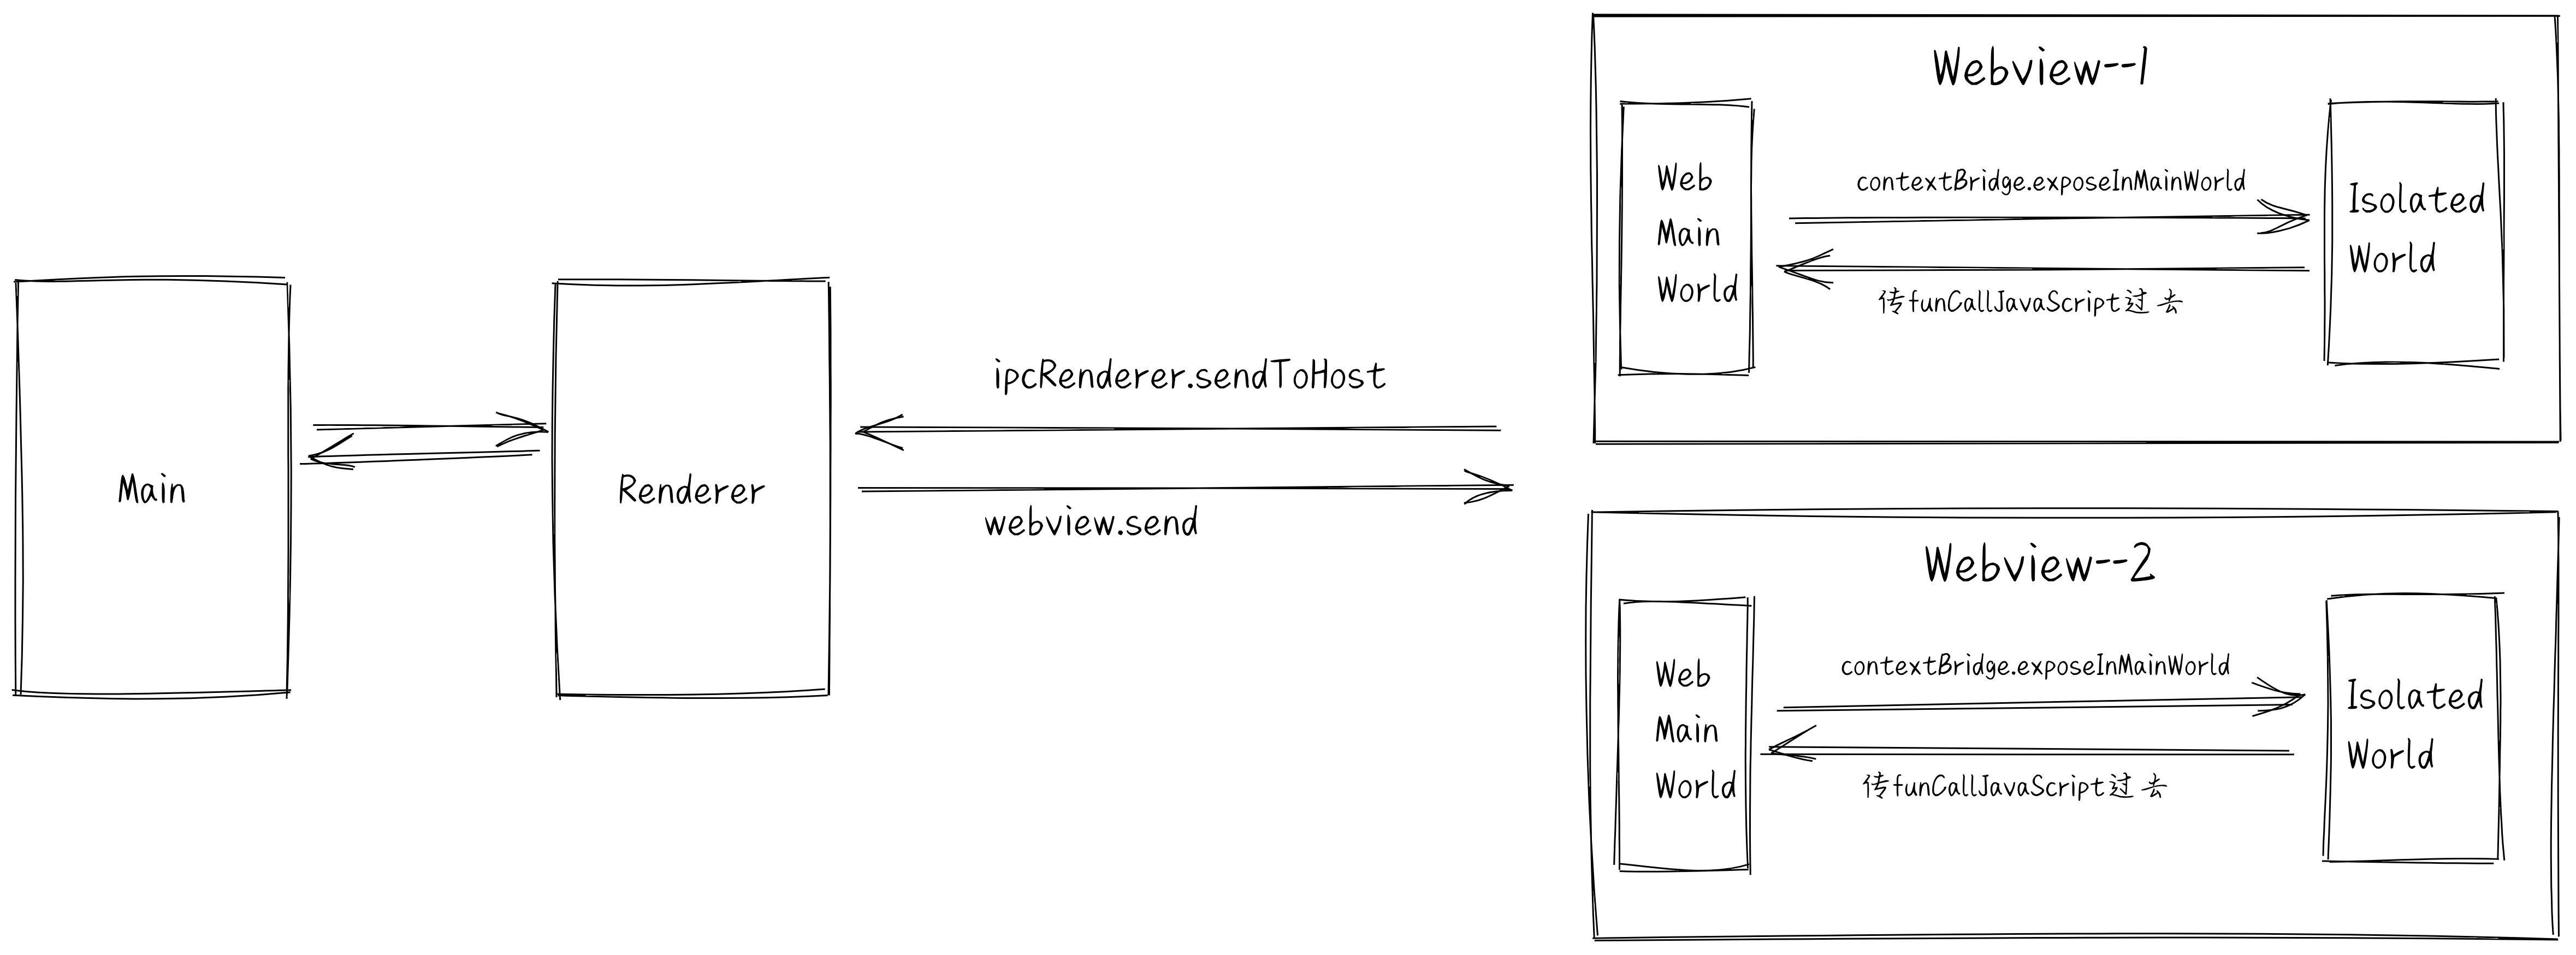 Main
Renderer
ipcRenderer.sendToHost
webview.send
Webview--1
Web
Main
World
contextBridge.exposeInMainWorld
传funCallJavaScript过去
Isolated
World
Webview--2
Web
Main
World
contextBridge.exposeInMainWorld
传funCallJavaScript过去
Isolated
World